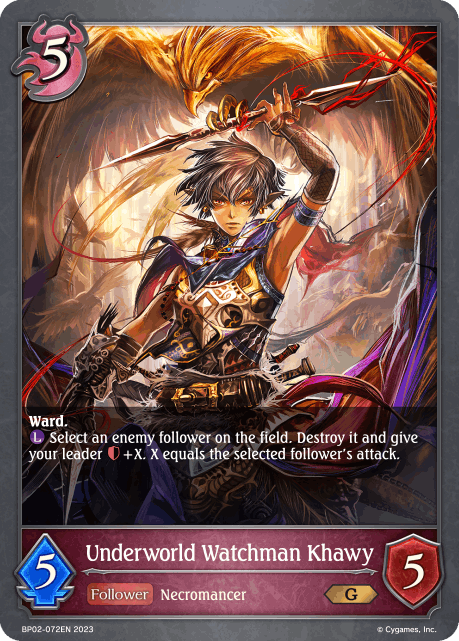 5
Ward.
L Select an enemy follower on the field. Destroy it and give
your leader +X. X equals the selected follower's attack.
Underworld Watchman Khawy
5
Follower Necromancer G
5
BP02-072EN 2023 © Cygames, Inc.